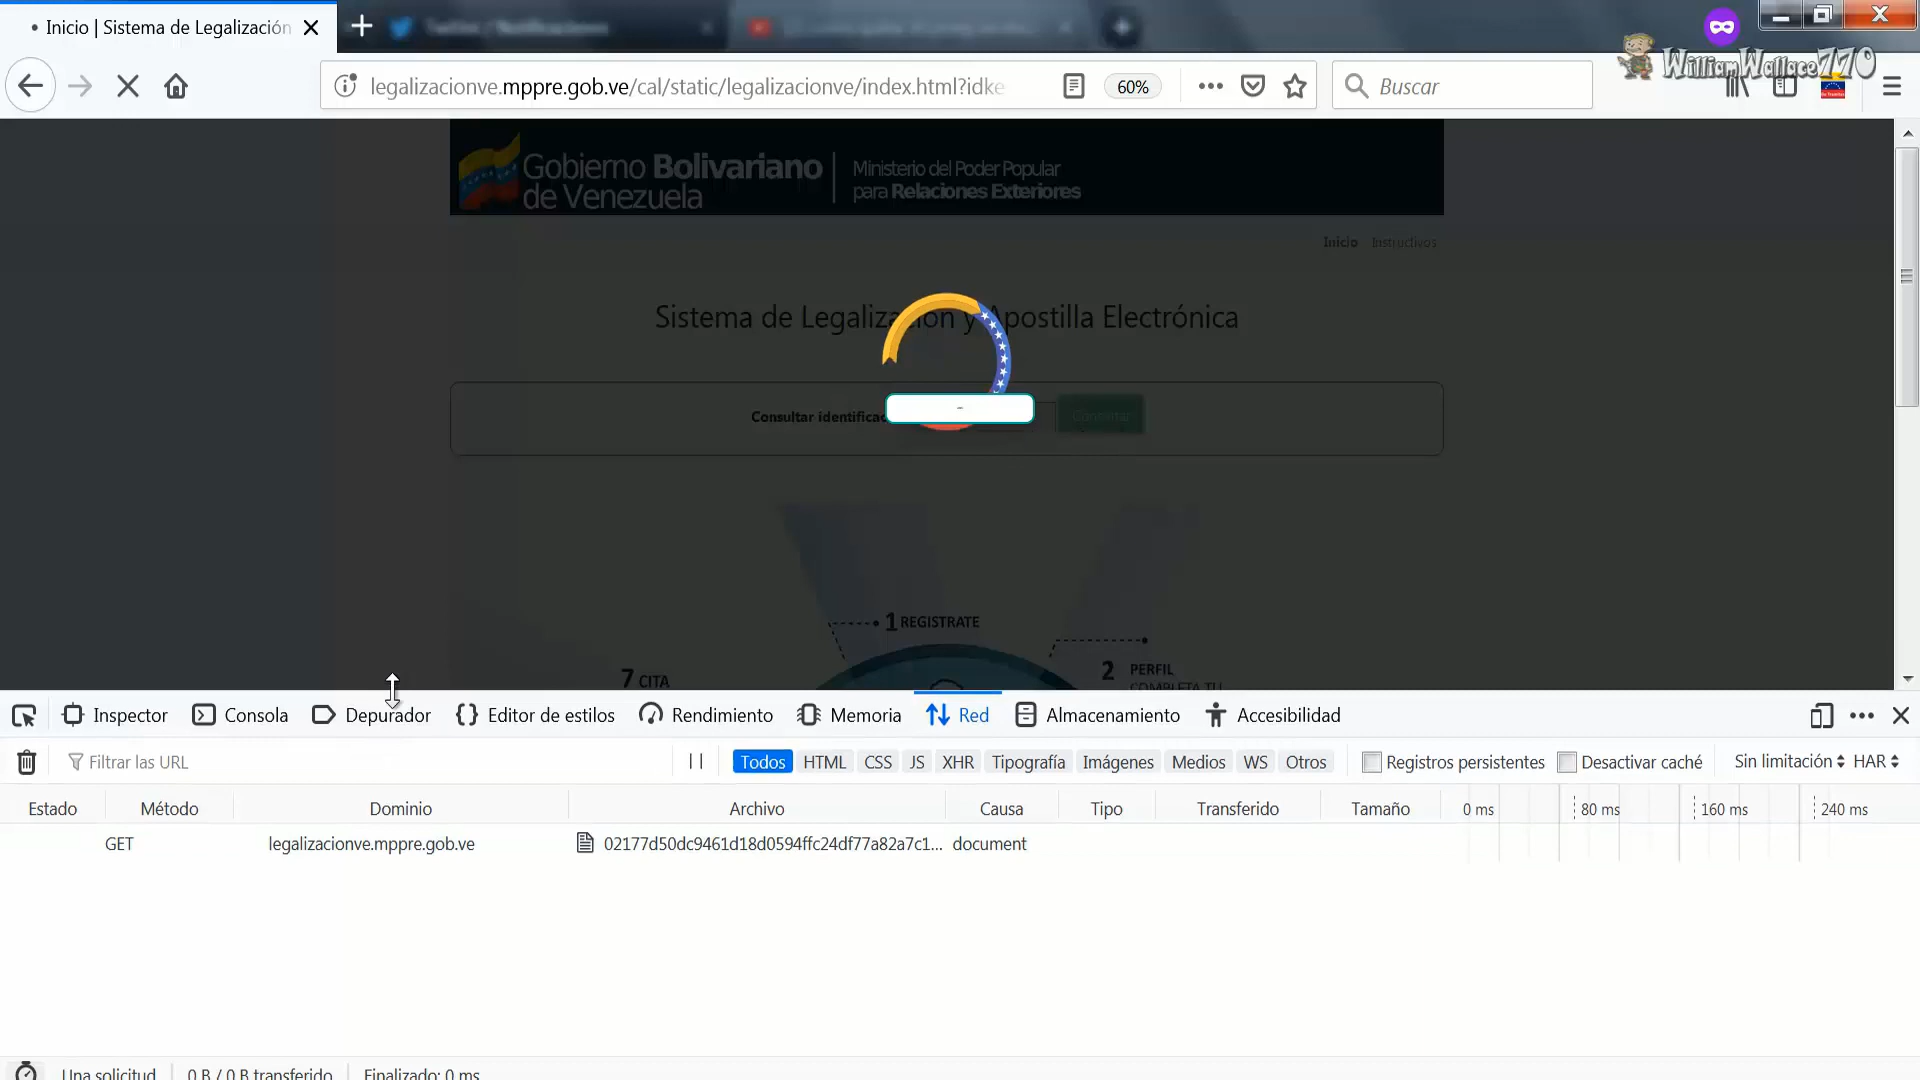 Inicio | Sistema de Legalización
WilliamWallace770
legalizacionve.mppre.gob.ve/cal/static/legalizacionve/index.html?idke
60%
Buscar
Gobierno Bolivariano
de Venezuela
Ministerio del Poder Popular
para Relaciones Exteriores
Inicio
Instructivos
Sistema de Legalización y Apostilla Electrónica
Consultar
-
1 REGISTRATE
2 PERFIL
COMPLETA TU
7 CITA
Inspector
Consola
Depurador
Editor de estilos
Rendimiento
Memoria
Red
Almacenamiento
Accesibilidad
Filtrar las URL
Todos
HTML
CSS
JS
XHR
Tipografía
Imágenes
Medios
WS
Otros
Registros persistentes
Desactivar caché
Sin limitación
HAR
Estado
Método
Dominio
Archivo
Causa
Tipo
Transferido
Tamaño
0 ms
80 ms
160 ms
240 ms
GET
legalizacionve.mppre.gob.ve
02177d50dc9461d18d0594ffc24df77a82a7c1...
document
Una solicitud
0 B / 0 B transferido
Finalizado: 0 ms